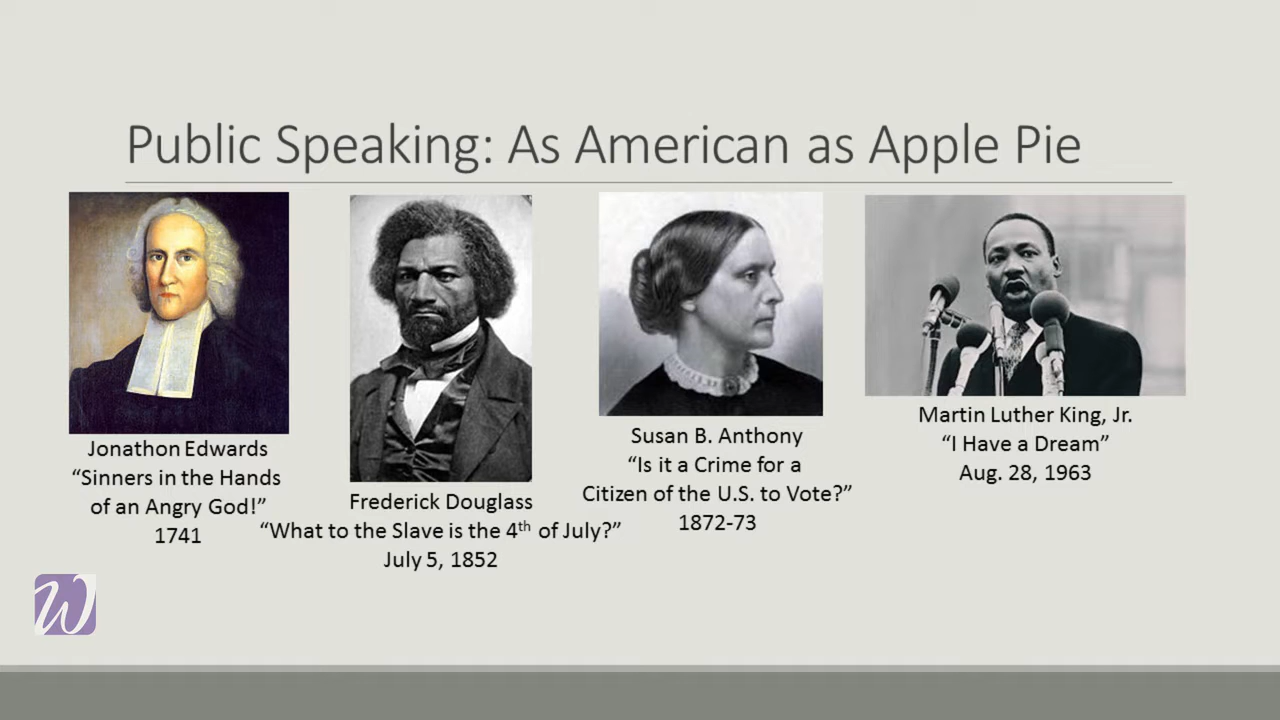 Public Speaking: As American as Apple Pie
Jonathon Edwards
“Sinners in the Hands
of an Angry God!”
1741
Frederick Douglass
“What to the Slave is the 4th of July?”
July 5, 1852
Susan B. Anthony
“Is it a Crime for a
Citizen of the U.S. to Vote?”
1872-73
Martin Luther King, Jr.
“I Have a Dream”
Aug. 28, 1963
W